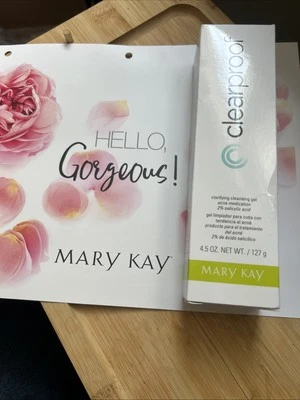 HELLO,
Gorgeous!
MARY KAY
clearproof
clarifying cleansing gel
acne medication
2% salicylic acid
gel limpiador para cutis con
tendencia al acné
producto para el tratamiento
del acné
2% de ácido salicílico
4.5 OZ. NET WT. / 127 g
MARY KAY